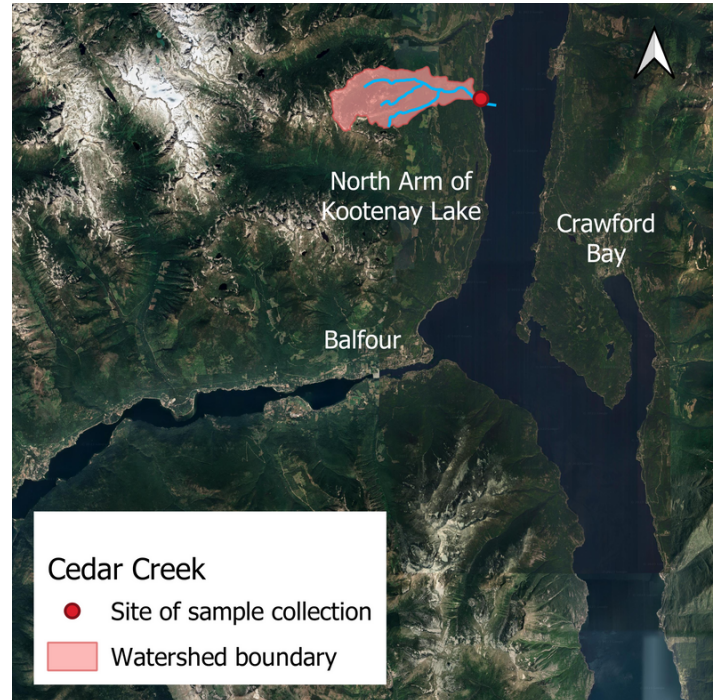 North Arm of
Kootenay Lake
Crawford
Bay
Balfour
Cedar Creek
Site of sample collection
Watershed boundary